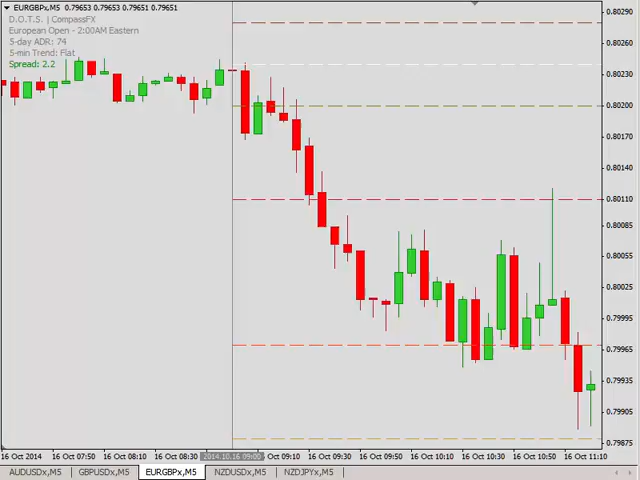 EURGBPx,M5 0.79653 0.79653 0.79651 0.79651
D.O.T.S. | CompassFX
European Open - 2:00AM Eastern
5-day ADR: 74
5-min Trend: Flat
Spread: 2.2
0.80290
0.80260
0.80230
0.80200
0.80170
0.80140
0.80110
0.80085
0.80055
0.80025
0.79995
0.79965
0.79935
0.79905
0.79875
16 Oct 2014 16 Oct 07:50 16 Oct 08:10 16 Oct 08:30 2014.10.16 09:00 Oct 09:10 16 Oct 09:30 16 Oct 09:50 16 Oct 10:10 16 Oct 10:30 16 Oct 10:50 16 Oct 11:10
AUDUSDx,M5 GBPUSDx,M5 EURGBPx,M5 NZDUSDx,M5 NZDJPYx,M5